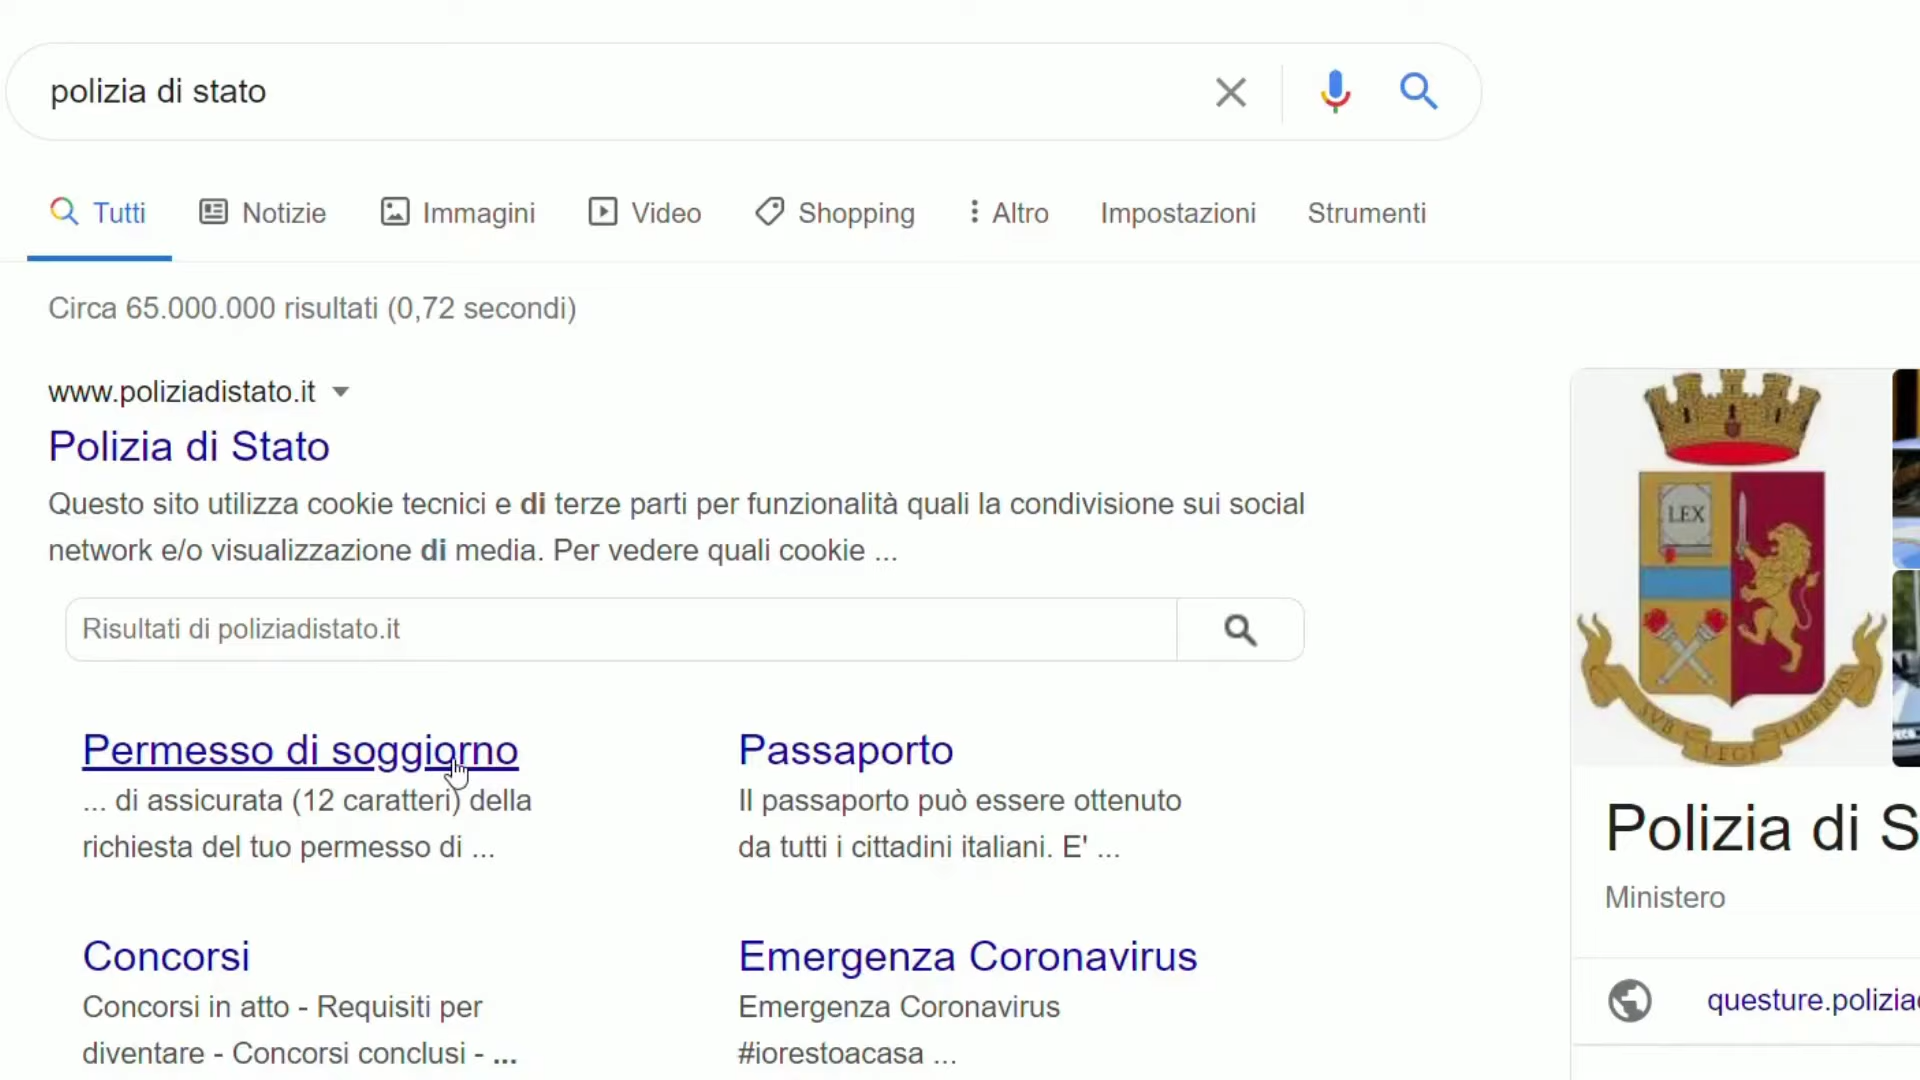 polizia di stato
Tutti Notizie Immagini Video Shopping Altro Impostazioni Strumenti
Circa 65.000.000 risultati (0,72 secondi)
www.poliziadistato.it
Polizia di Stato
Questo sito utilizza cookie tecnici e di terze parti per funzionalità quali la condivisione sui social
network e/o visualizzazione di media. Per vedere quali cookie ...
Risultati di poliziadistato.it
Permesso di soggiorno
... di assicurata (12 caratteri) della
richiesta del tuo permesso di ...
Passaporto
Il passaporto può essere ottenuto
da tutti i cittadini italiani. E' ...
Concorsi
Concorsi in atto - Requisiti per
diventare - Concorsi conclusi - ...
Emergenza Coronavirus
Emergenza Coronavirus
#iorestoacasa ...
LEX
SVB LEGE LIBERTAS
Polizia di S
Ministero
questure.polizia